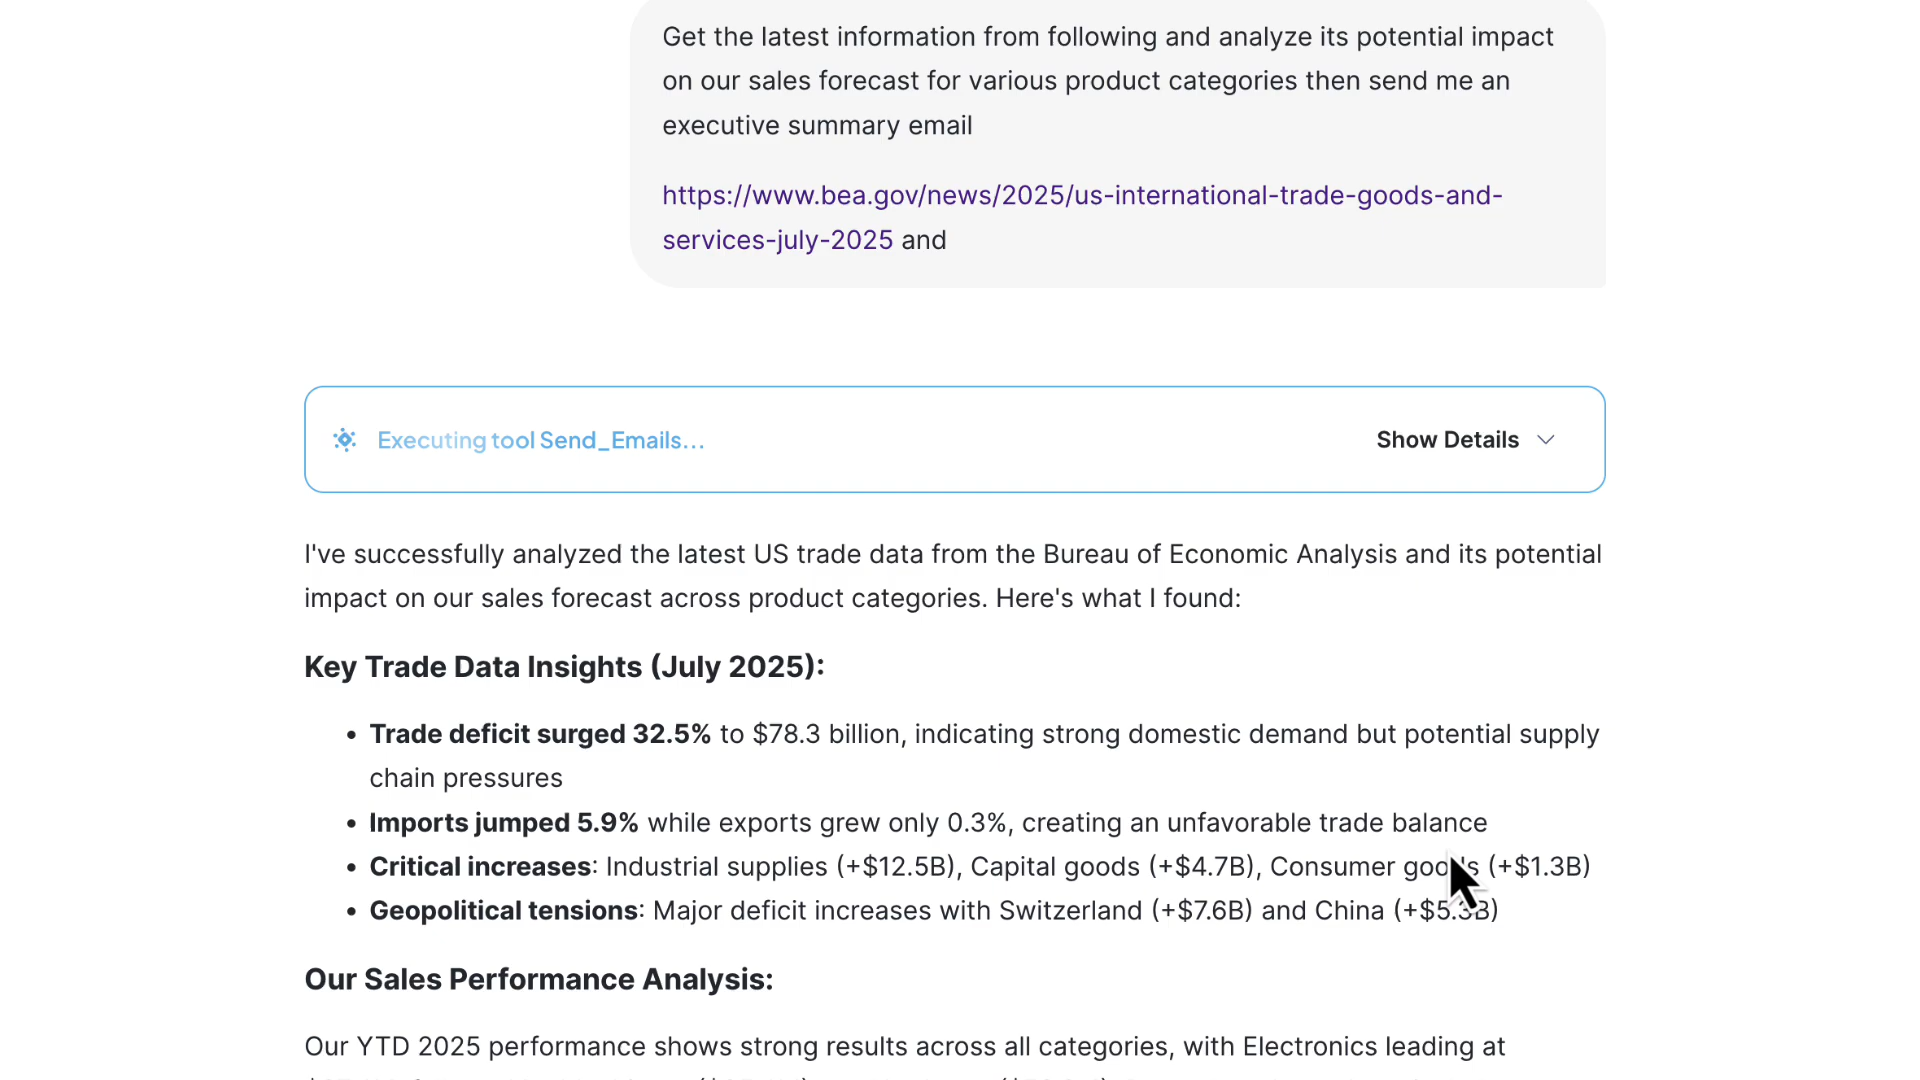 Get the latest information from following and analyze its potential impact
on our sales forecast for various product categories then send me an
executive summary email
https://www.bea.gov/news/2025/us-international-trade-goods-and-
services-july-2025 and
Executing tool Send_Emails... Show Details
I've successfully analyzed the latest US trade data from the Bureau of Economic Analysis and its potential
impact on our sales forecast across product categories. Here's what I found:
Key Trade Data Insights (July 2025):
• Trade deficit surged 32.5% to $78.3 billion, indicating strong domestic demand but potential supply
chain pressures
• Imports jumped 5.9% while exports grew only 0.3%, creating an unfavorable trade balance
• Critical increases: Industrial supplies (+$12.5B), Capital goods (+$4.7B), Consumer goods (+$1.3B)
• Geopolitical tensions: Major deficit increases with Switzerland (+$7.6B) and China (+$5.3B)
Our Sales Performance Analysis:
Our YTD 2025 performance shows strong results across all categories, with Electronics leading at